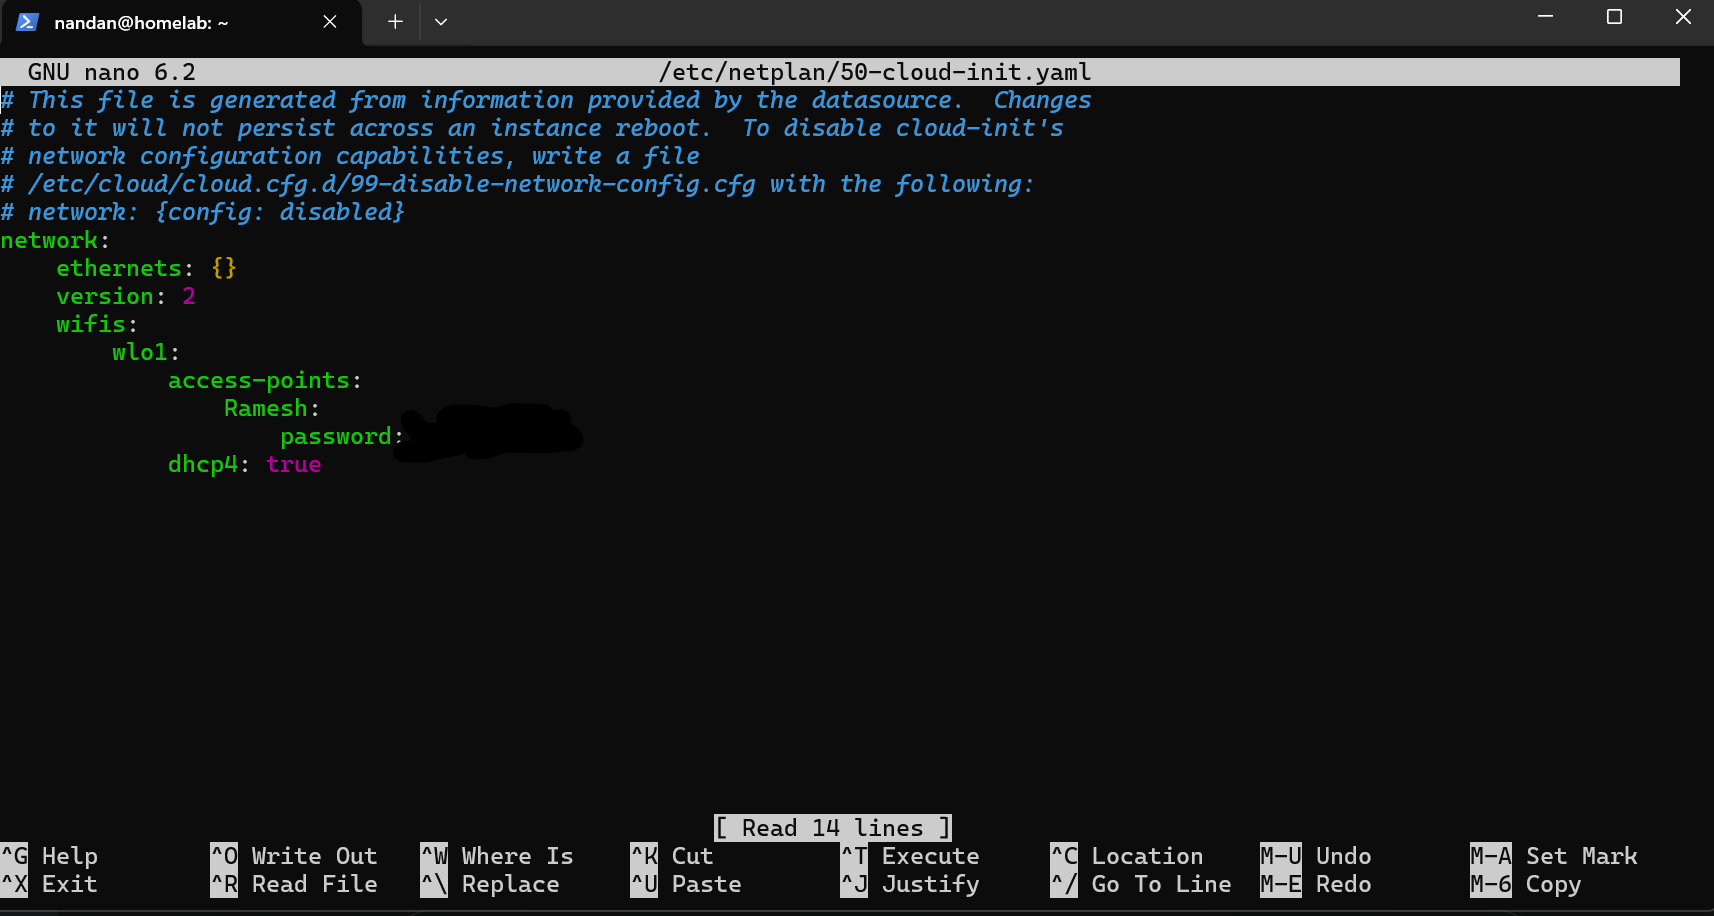 nandan@homelab: ~
GNU nano 6.2 /etc/netplan/50-cloud-init.yaml
# This file is generated from information provided by the datasource.  Changes
# to it will not persist across an instance reboot.  To disable cloud-init's
# network configuration capabilities, write a file
# /etc/cloud/cloud.cfg.d/99-disable-network-config.cfg with the following:
# network: {config: disabled}
network:
    ethernets: {}
    version: 2
    wifis:
        wlo1:
            access-points:
                Ramesh:
                    password:
            dhcp4: true
[ Read 14 lines ]
^G Help ^O Write Out ^W Where Is ^K Cut ^T Execute ^C Location M-U Undo M-A Set Mark
^X Exit ^R Read File ^\ Replace ^U Paste ^J Justify ^/ Go To Line M-E Redo M-6 Copy